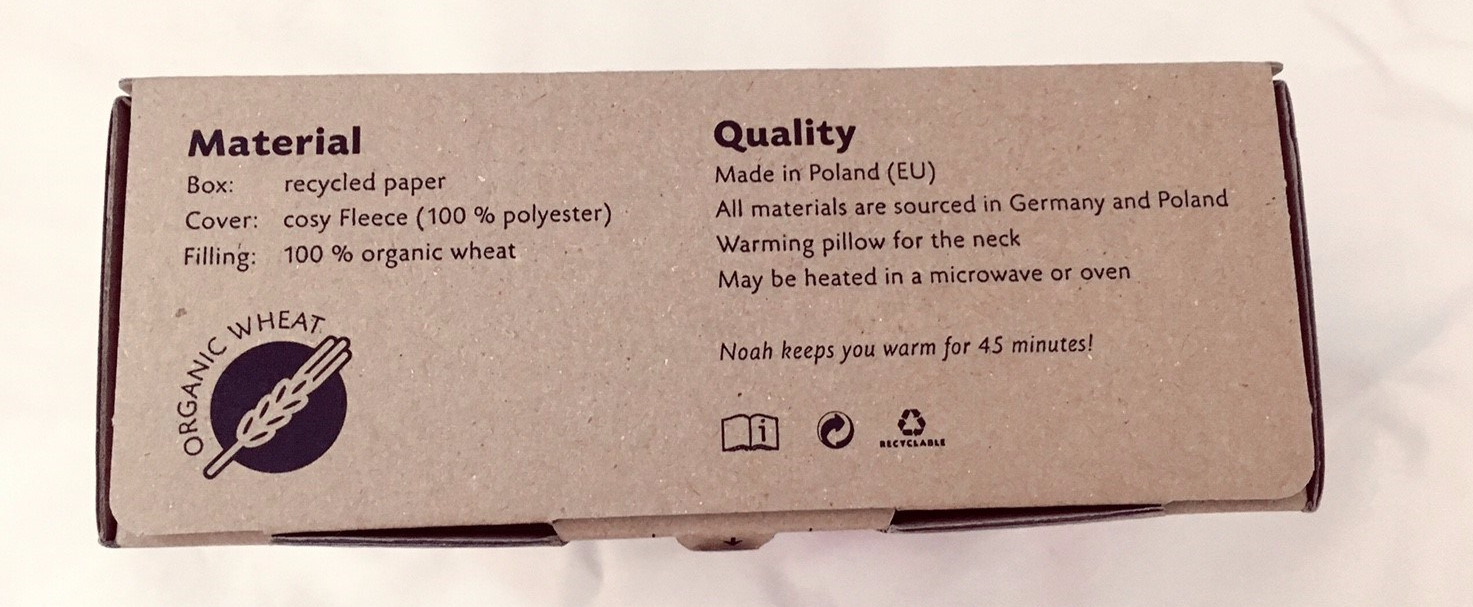 Material
Box: recycled paper
Cover: cosy Fleece (100 % polyester)
Filling: 100 % organic wheat
ORGANIC WHEAT
Quality
Made in Poland (EU)
All materials are sourced in Germany and Poland
Warming pillow for the neck
May be heated in a microwave or oven
Noah keeps you warm for 45 minutes!
i
RECYCLABLE